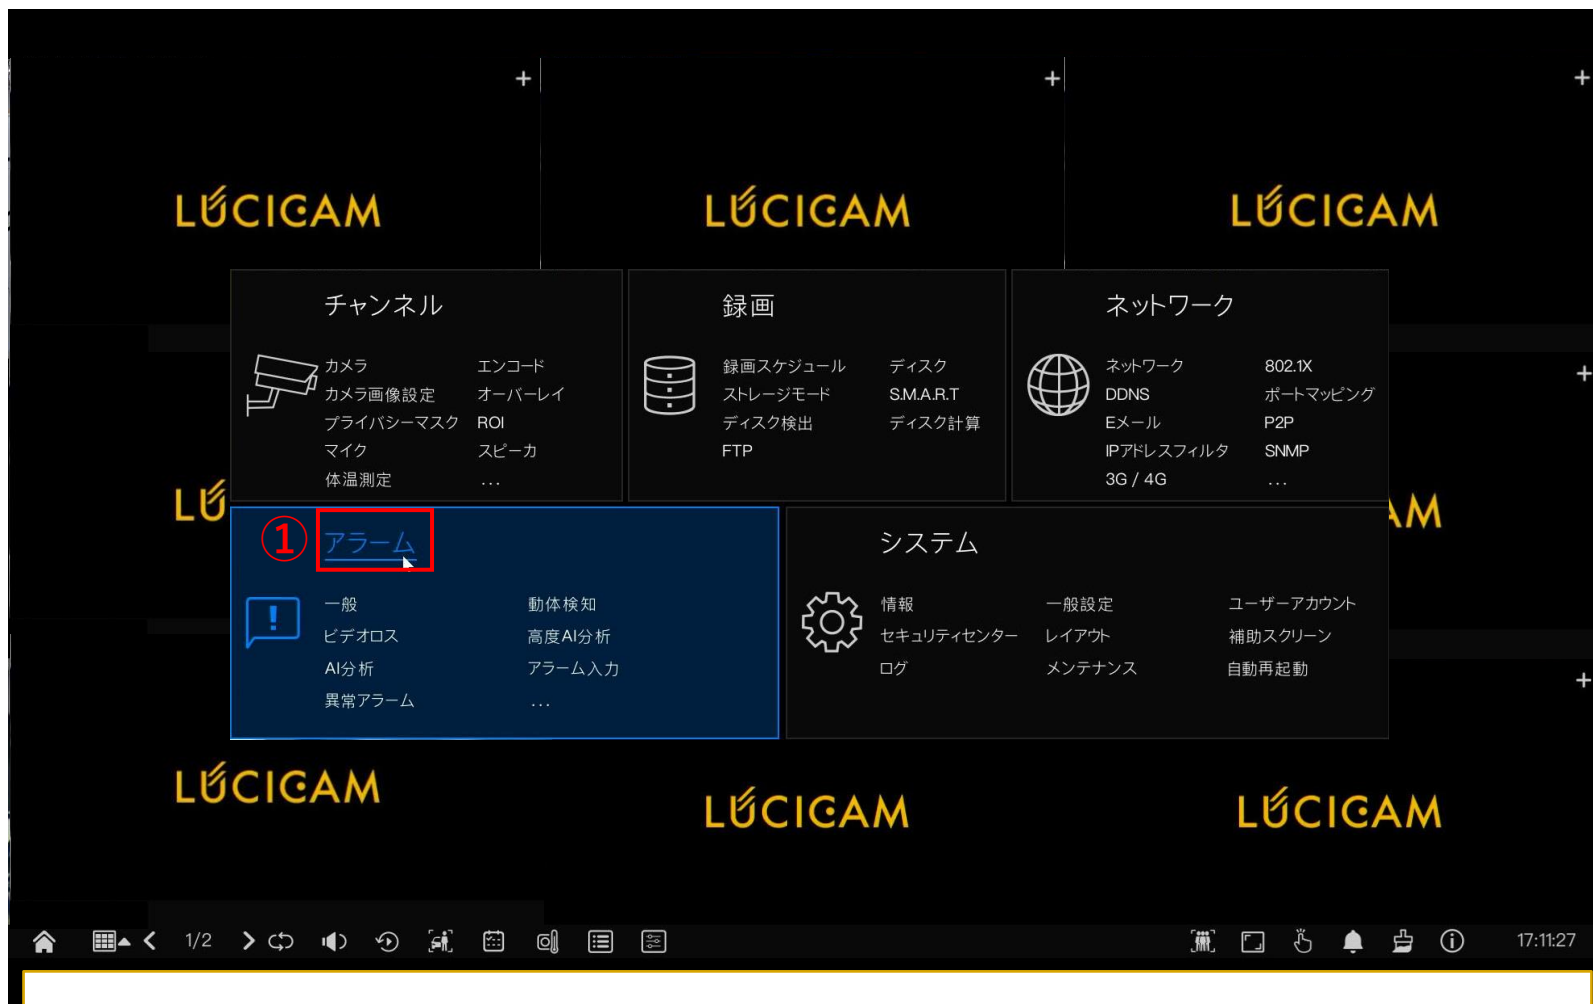 LÚCICAM
LÚCICAM
LÚCICAM
チャンネル
カメラ
エンコード
カメラ画像設定
オーバーレイ
プライバシーマスク
ROI
マイク
スピーカ
体温測定
...
録画
録画スケジュール
ディスク
ストレージモード
S.M.A.R.T
ディスク検出
ディスク計算
FTP
ネットワーク
ネットワーク
802.1X
DDNS
ポートマッピング
Eメール
P2P
IPアドレスフィルタ
SNMP
3G / 4G
...
LÚ
AM
① アラーム
一般
動体検知
ビデオロス
高度AI分析
AI分析
アラーム入力
異常アラーム
...
システム
情報
一般設定
ユーザーアカウント
セキュリティセンター
レイアウト
補助スクリーン
ログ
メンテナンス
自動再起動
LÚCICAM
LÚCICAM
LÚCICAM
1/2
17:11:27